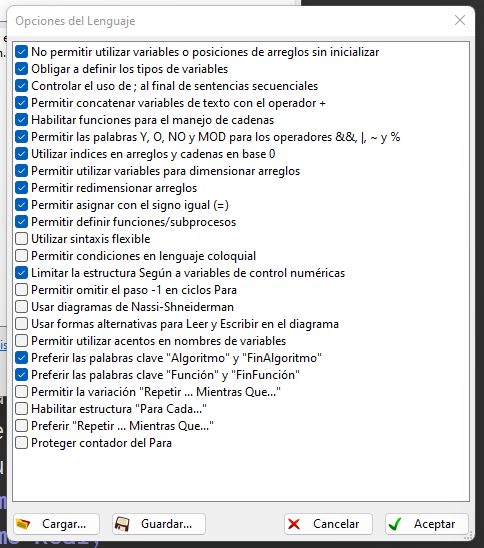 Opciones del Lenguaje
No permitir utilizar variables o posiciones de arreglos sin inicializar
Obligar a definir los tipos de variables
Controlar el uso de ; al final de sentencias secuenciales
Permitir concatenar variables de texto con el operador +
Habilitar funciones para el manejo de cadenas
Permitir las palabras Y, O, NO y MOD para los operadores &&, |, ~ y %
Utilizar indices en arreglos y cadenas en base 0
Permitir utilizar variables para dimensionar arreglos
Permitir redimensionar arreglos
Permitir asignar con el signo igual (=)
Permitir definir funciones/subprocesos
Utilizar sintaxis flexible
Permitir condiciones en lenguaje coloquial
Limitar la estructura Según a variables de control numéricas
Permitir omitir el paso -1 en ciclos Para
Usar diagramas de Nassi-Shneiderman
Usar formas alternativas para Leer y Escribir en el diagrama
Permitir utilizar acentos en nombres de variables
Preferir las palabras clave "Algoritmo" y "FinAlgoritmo"
Preferir las palabras clave "Función" y "FinFunción"
Permitir la variación "Repetir ... Mientras Que..."
Habilitar estructura "Para Cada..."
Preferir "Repetir ... Mientras Que..."
Proteger contador del Para
Cargar... Guardar... Cancelar Aceptar